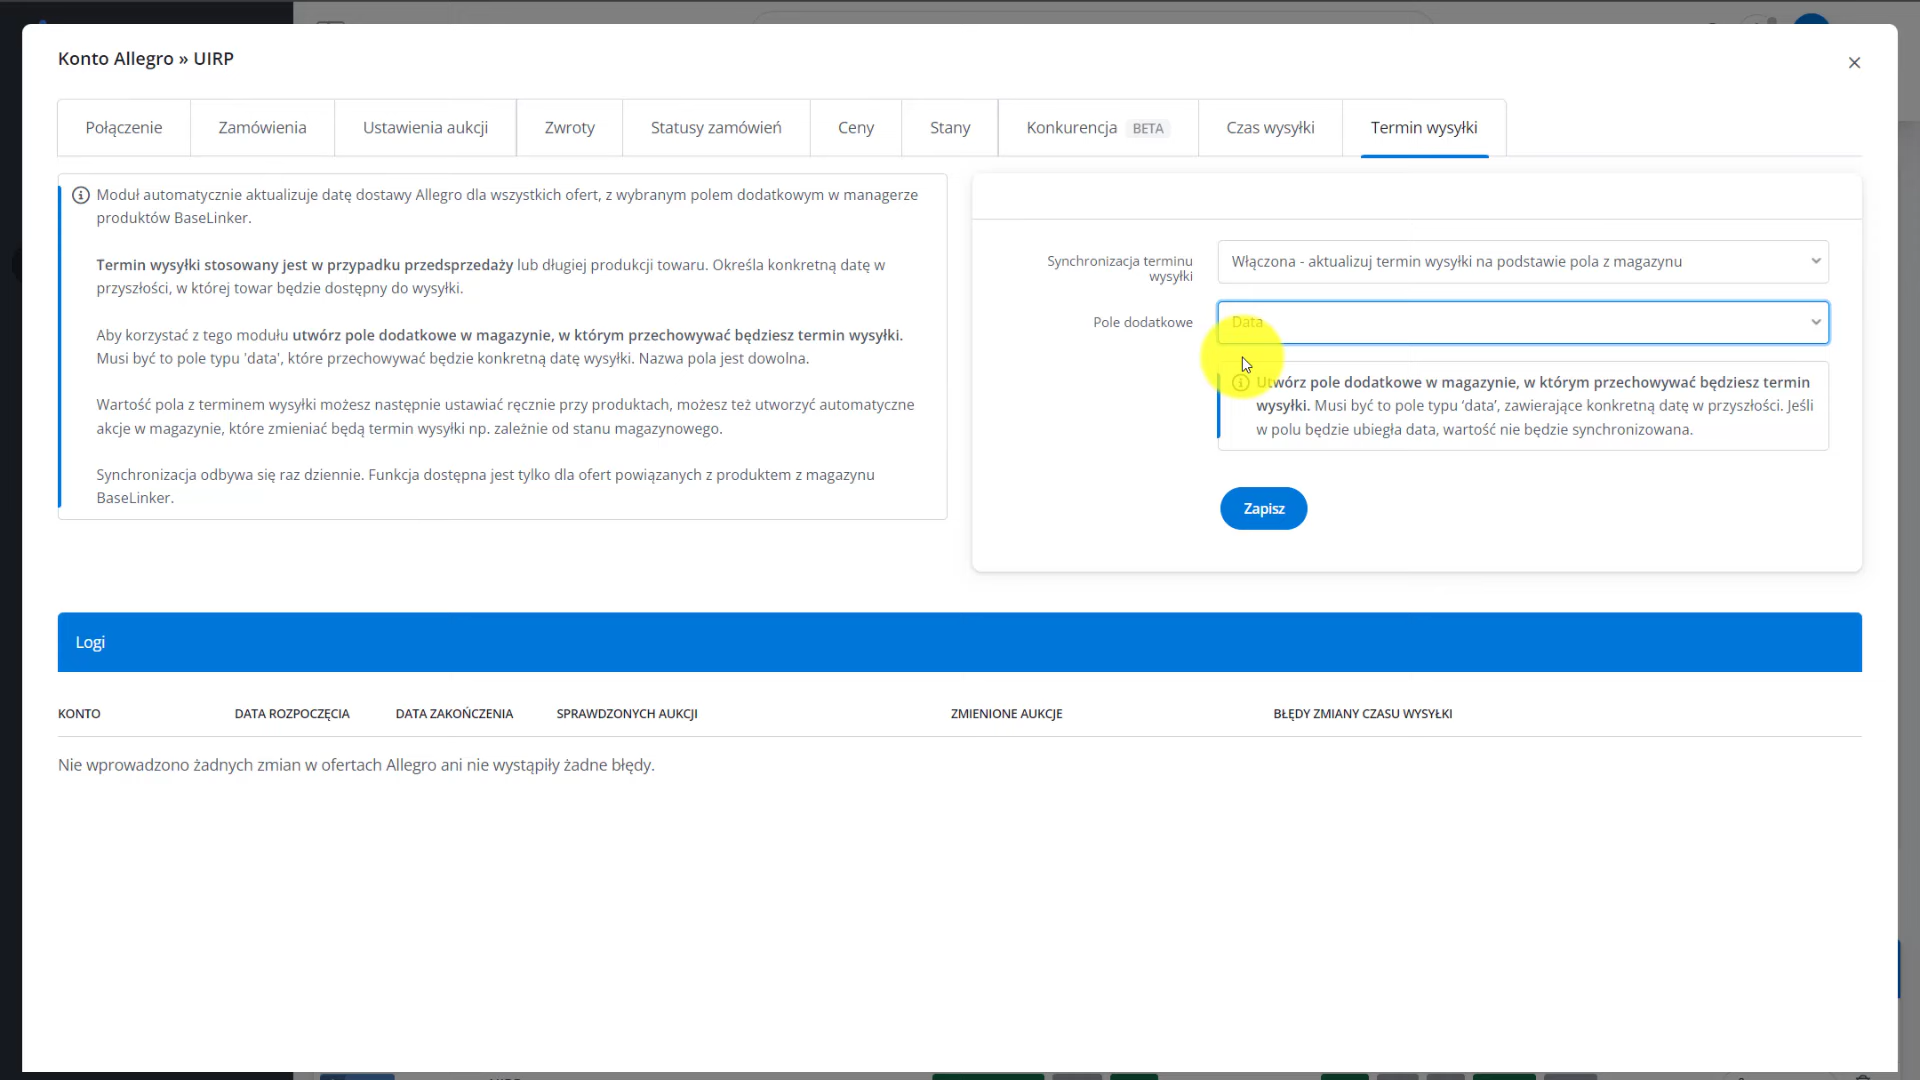 Konto Allegro » UIRP
Połączenie
Zamówienia
Ustawienia aukcji
Zwroty
Statusy zamówień
Ceny
Stany
Konkurencja BETA
Czas wysyłki
Termin wysyłki
Moduł automatycznie aktualizuje datę dostawy Allegro dla wszystkich ofert, z wybranym polem dodatkowym w managerze
produktów BaseLinker.
Termin wysyłki stosowany jest w przypadku przedsprzedaży lub długiej produkcji towaru. Określa konkretną datę w
przyszłości, w której towar będzie dostępny do wysyłki.
Aby korzystać z tego modułu utwórz pole dodatkowe w magazynie, w którym przechowywać będziesz termin wysyłki.
Musi być to pole typu 'data', które przechowywać będzie konkretną datę wysyłki. Nazwa pola jest dowolna.
Wartość pola z terminem wysyłki możesz następnie ustawiać ręcznie przy produktach, możesz też utworzyć automatyczne
akcje w magazynie, które zmieniać będą termin wysyłki np. zależnie od stanu magazynowego.
Synchronizacja odbywa się raz dziennie. Funkcja dostępna jest tylko dla ofert powiązanych z produktem z magazynu
BaseLinker.
Synchronizacja terminu
wysyłki
Włączona - aktualizuj termin wysyłki na podstawie pola z magazynu
Pole dodatkowe
Data
Utwórz pole dodatkowe w magazynie, w którym przechowywać będziesz termin
wysyłki. Musi być to pole typu ‘data’, zawierające konkretną datę w przyszłości. Jeśli
w polu będzie ubiegła data, wartość nie będzie synchronizowana.
Zapisz
Logi
KONTO
DATA ROZPOCZĘCIA
DATA ZAKOŃCZENIA
SPRAWDZONYCH AUKCJI
ZMIENIONE AUKCJE
BŁĘDY ZMIANY CZASU WYSYŁKI
Nie wprowadzono żadnych zmian w ofertach Allegro ani nie wystąpiły żadne błędy.